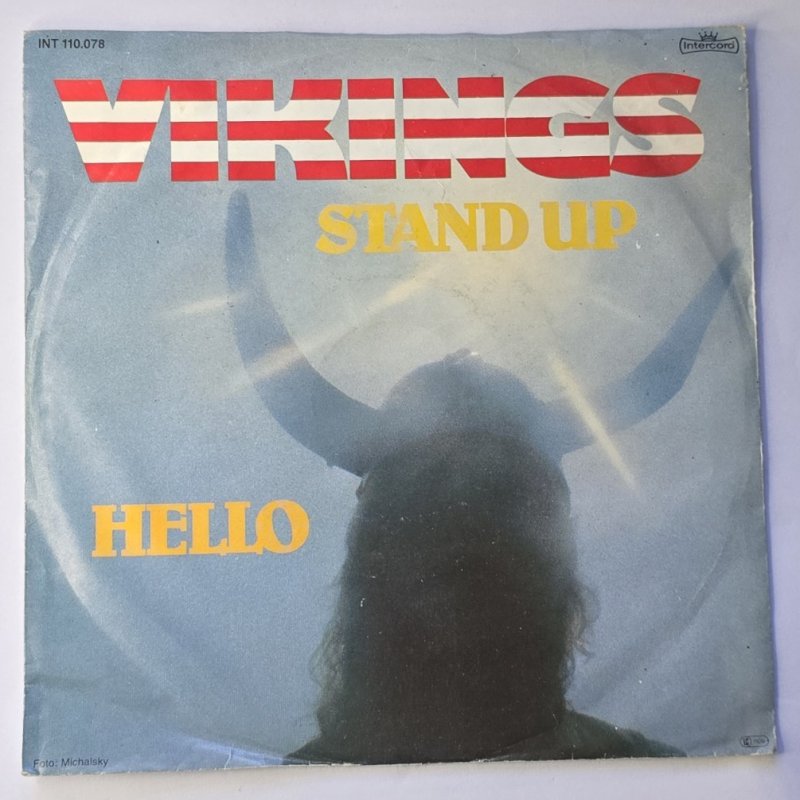 INT 110.078
Intercord
VIKINGS
STAND UP
HELLO
Foto: Michalsky